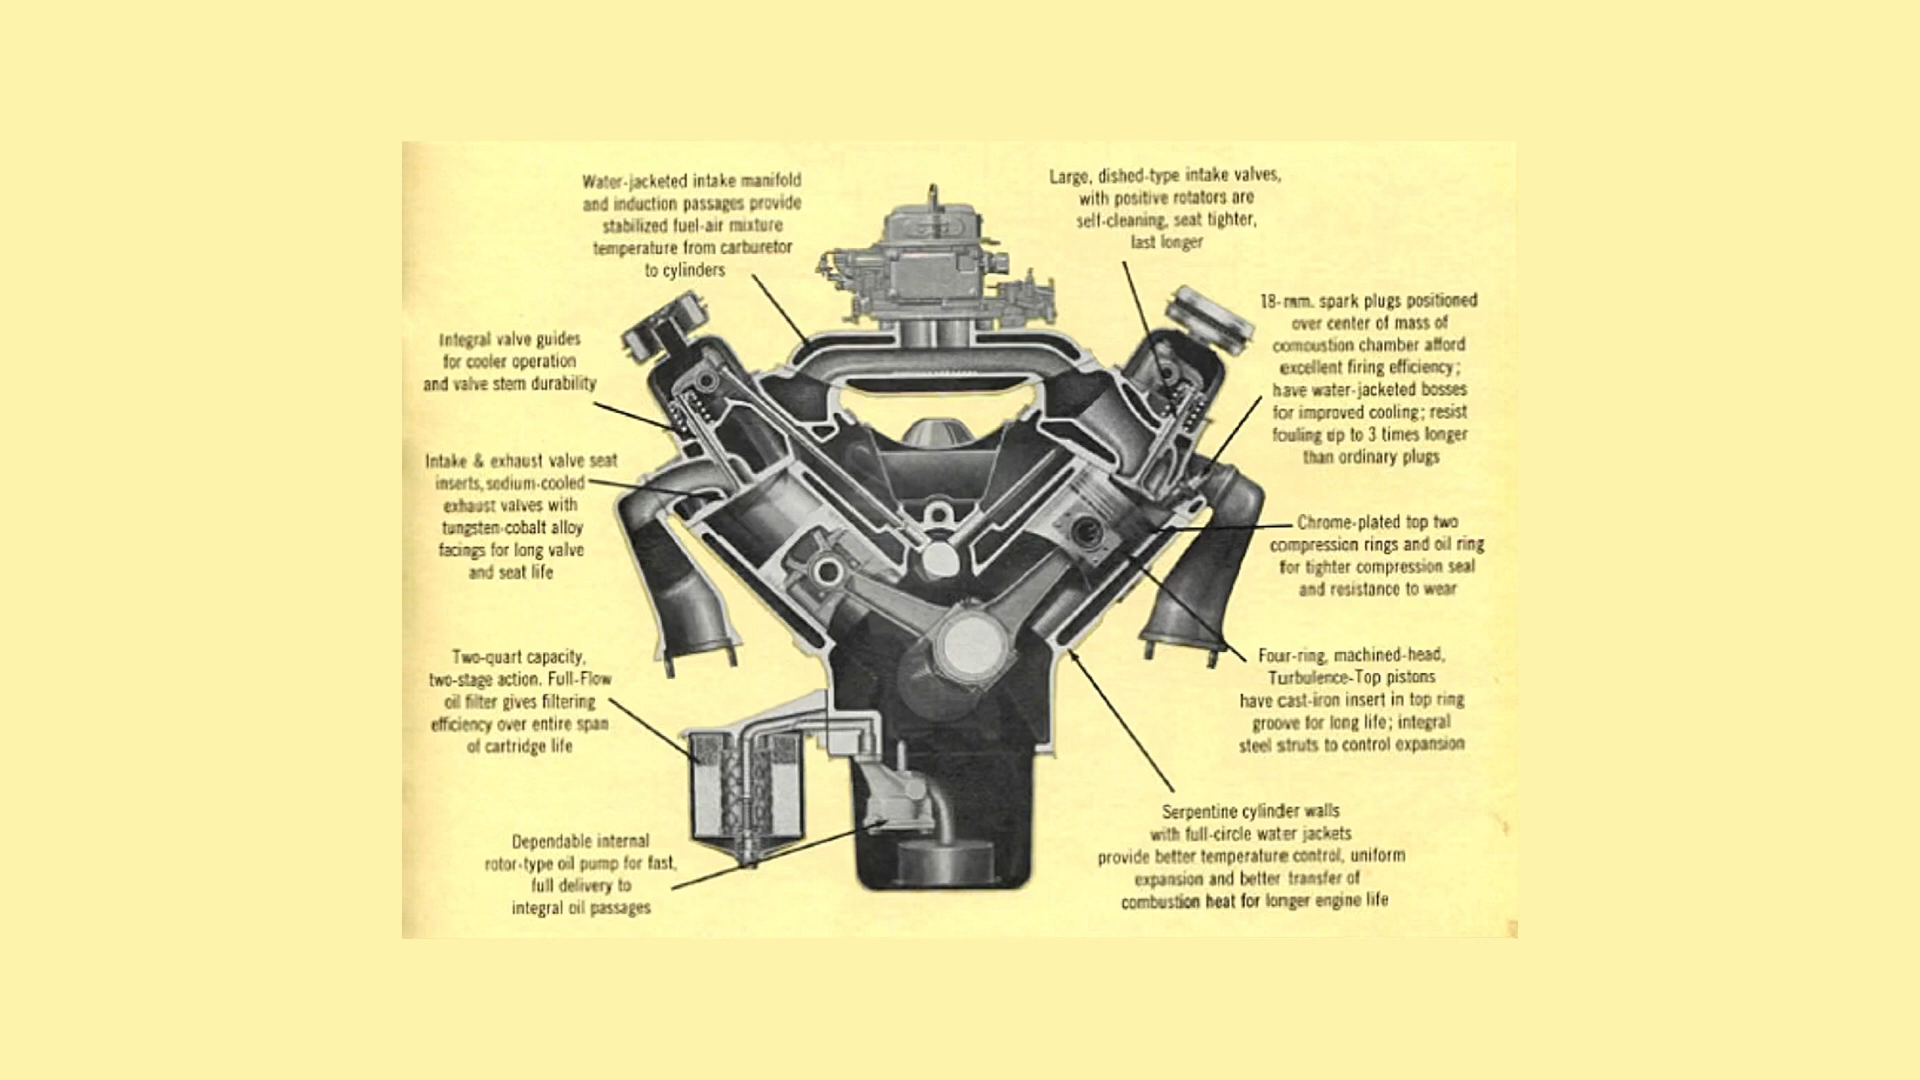 Water-jacketed intake manifold
and induction passages provide
stabilized fuel-air mixture
temperature from carburetor
to cylinders
Large, dished-type intake valves,
with positive rotators are
self-cleaning, seat tighter,
last longer
18-mm. spark plugs positioned
over center of mass of
combustion chamber afford
excellent firing efficiency;
have water-jacketed bosses
for improved cooling; resist
fouling up to 3 times longer
than ordinary plugs
Integral valve guides
for cooler operation
and valve stem durability
Intake & exhaust valve seat
inserts, sodium-cooled
exhaust valves with
tungsten-cobalt alloy
facings for long valve
and seat life
Chrome-plated top two
compression rings and oil ring
for tighter compression seal
and resistance to wear
Two-quart capacity,
two-stage action. Full-Flow
oil filter gives filtering
efficiency over entire span
of cartridge life
Four-ring, machined-head,
Turbulence-Top pistons
have cast-iron insert in top ring
groove for long life; integral
steel struts to control expansion
Dependable internal
rotor-type oil pump for fast,
full delivery to
integral oil passages
Serpentine cylinder walls
with full-circle water jackets
provide better temperature control, uniform
expansion and better transfer of
combustion heat for longer engine life